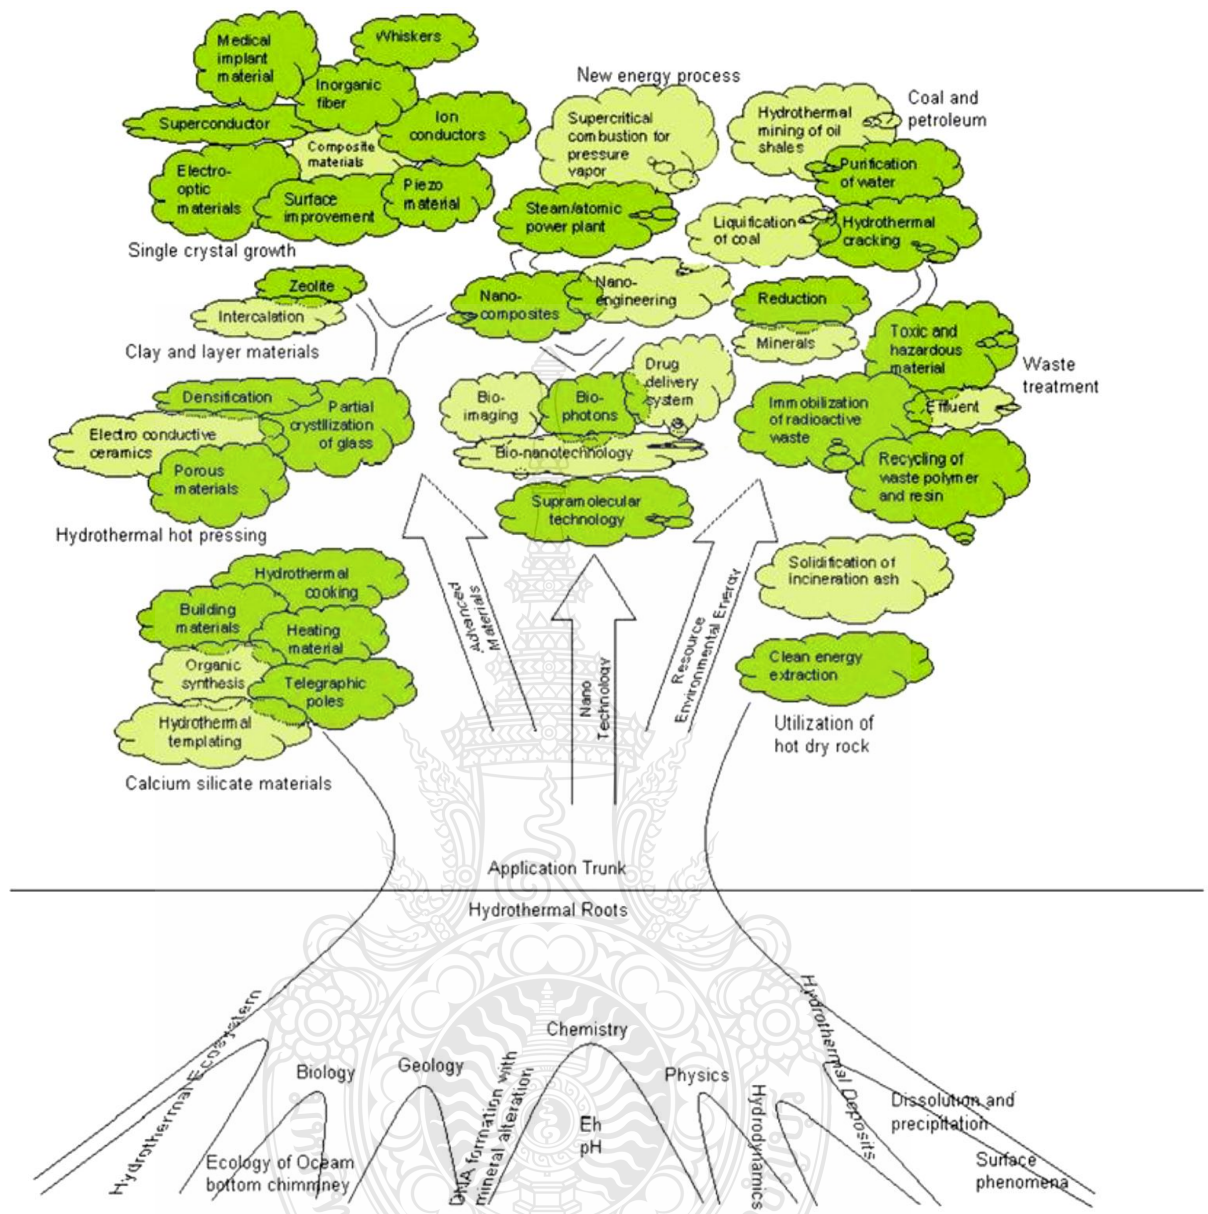 Medical
implant
material
Whiskers
Inorganic
fiber
Superconductor
Ion
conductors
Composite
materials
Electro-
optic
materials
Surface
improvement
Piezo
material
Single crystal growth
New energy process
Supercritical
combustion for
pressure
vapor
Steam/atomic
power plant
Hydrothermal
mining of oil
shales
Coal and
petroleum
Purification
of water
Liquification
of coal
Hydrothermal
cracking
Zeolite
Intercalation
Clay and layer materials
Nano-
composites
Nano-
engineering
Reduction
Minerals
Toxic and
hazardous
material
Waste
treatment
Effluent
Immobilization
of radioactive
waste
Recycling of
waste polymer
and resin
Densification
Partial
crystllization
of glass
Electro conductive
ceramics
Porous
materials
Hydrothermal hot pressing
Bio-
imaging
Bio-
photons
Drug
delivery
system
Bio-nanotechnology
Supramolecular
technology
Hydrothermal
cooking
Building
materials
Heating
material
Organic
synthesis
Telegraphic
poles
Hydrothermal
templating
Calcium silicate materials
Advanced
Materials
Nano
Technology
Resource
Environmental Energy
Solidification of
incineration ash
Clean energy
extraction
Utilization of
hot dry rock
Application Trunk
Hydrothermal Roots
Hydrothermal Ecosystem
Biology
Ecology of Oceam
bottom chimmney
Geology
DMA formation with
mineral alteration
Chemistry
Eh
pH
Physics
Hydrodynamics
Hydrothermal Deposits
Dissolution and
precipitation
Surface
phenomena